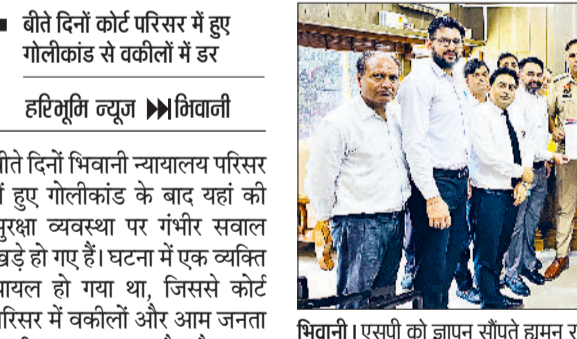 बीते दिनों कोर्ट परिसर में हुए
गोलीकांड से वकीलों में डर
हरिभूमि न्यूज भिवानी
बीते दिनों भिवानी न्यायालय परिसर
में हुए गोलीकांड के बाद यहां की
सुरक्षा व्यवस्था पर गंभीर सवाल
खड़े हो गए हैं। घटना में एक व्यक्ति
घायल हो गया था, जिससे कोर्ट
परिसर में वकीलों और आम जनता
भिवानी। एसपी को ज्ञापन सौंपते ह्यूमन